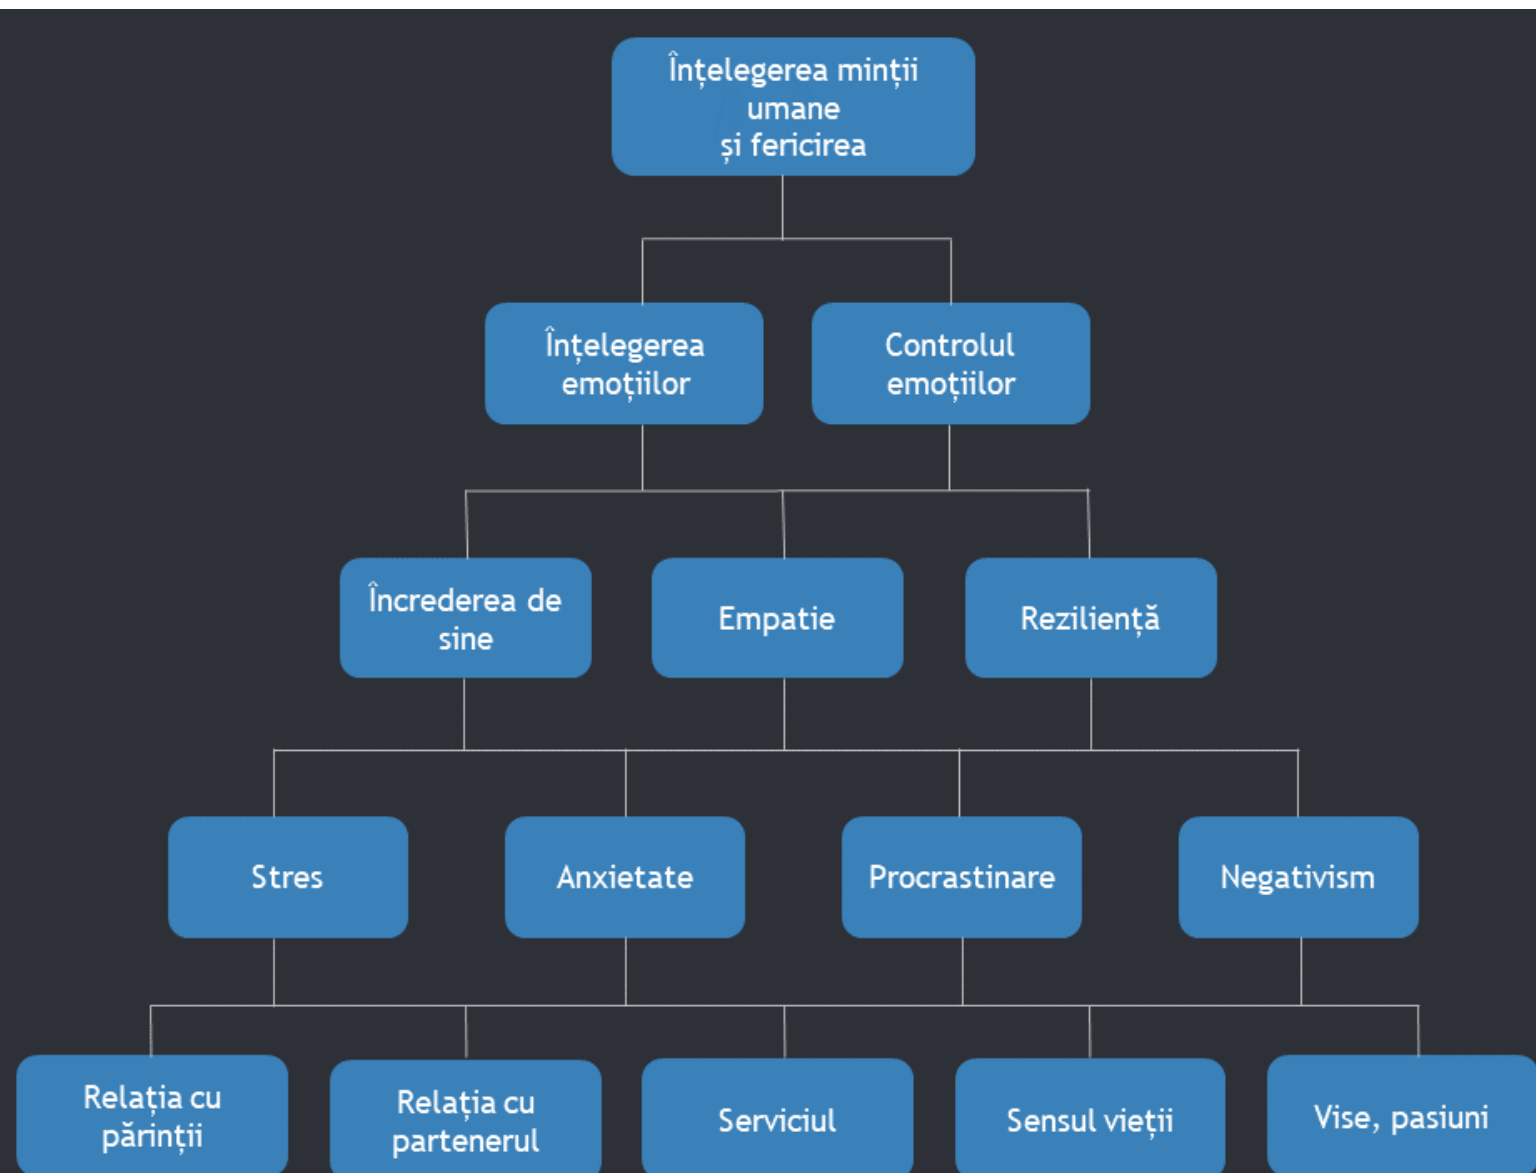 Înțelegerea minții
umane
și fericirea
Înțelegerea
emoțiilor
Controlul
emoțiilor
Încrederea de
sine
Empatie
Reziliență
Stres
Anxietate
Procrastinare
Negativism
Relația cu
părinții
Relația cu
partenerul
Serviciul
Sensul vieții
Vise, pasiuni